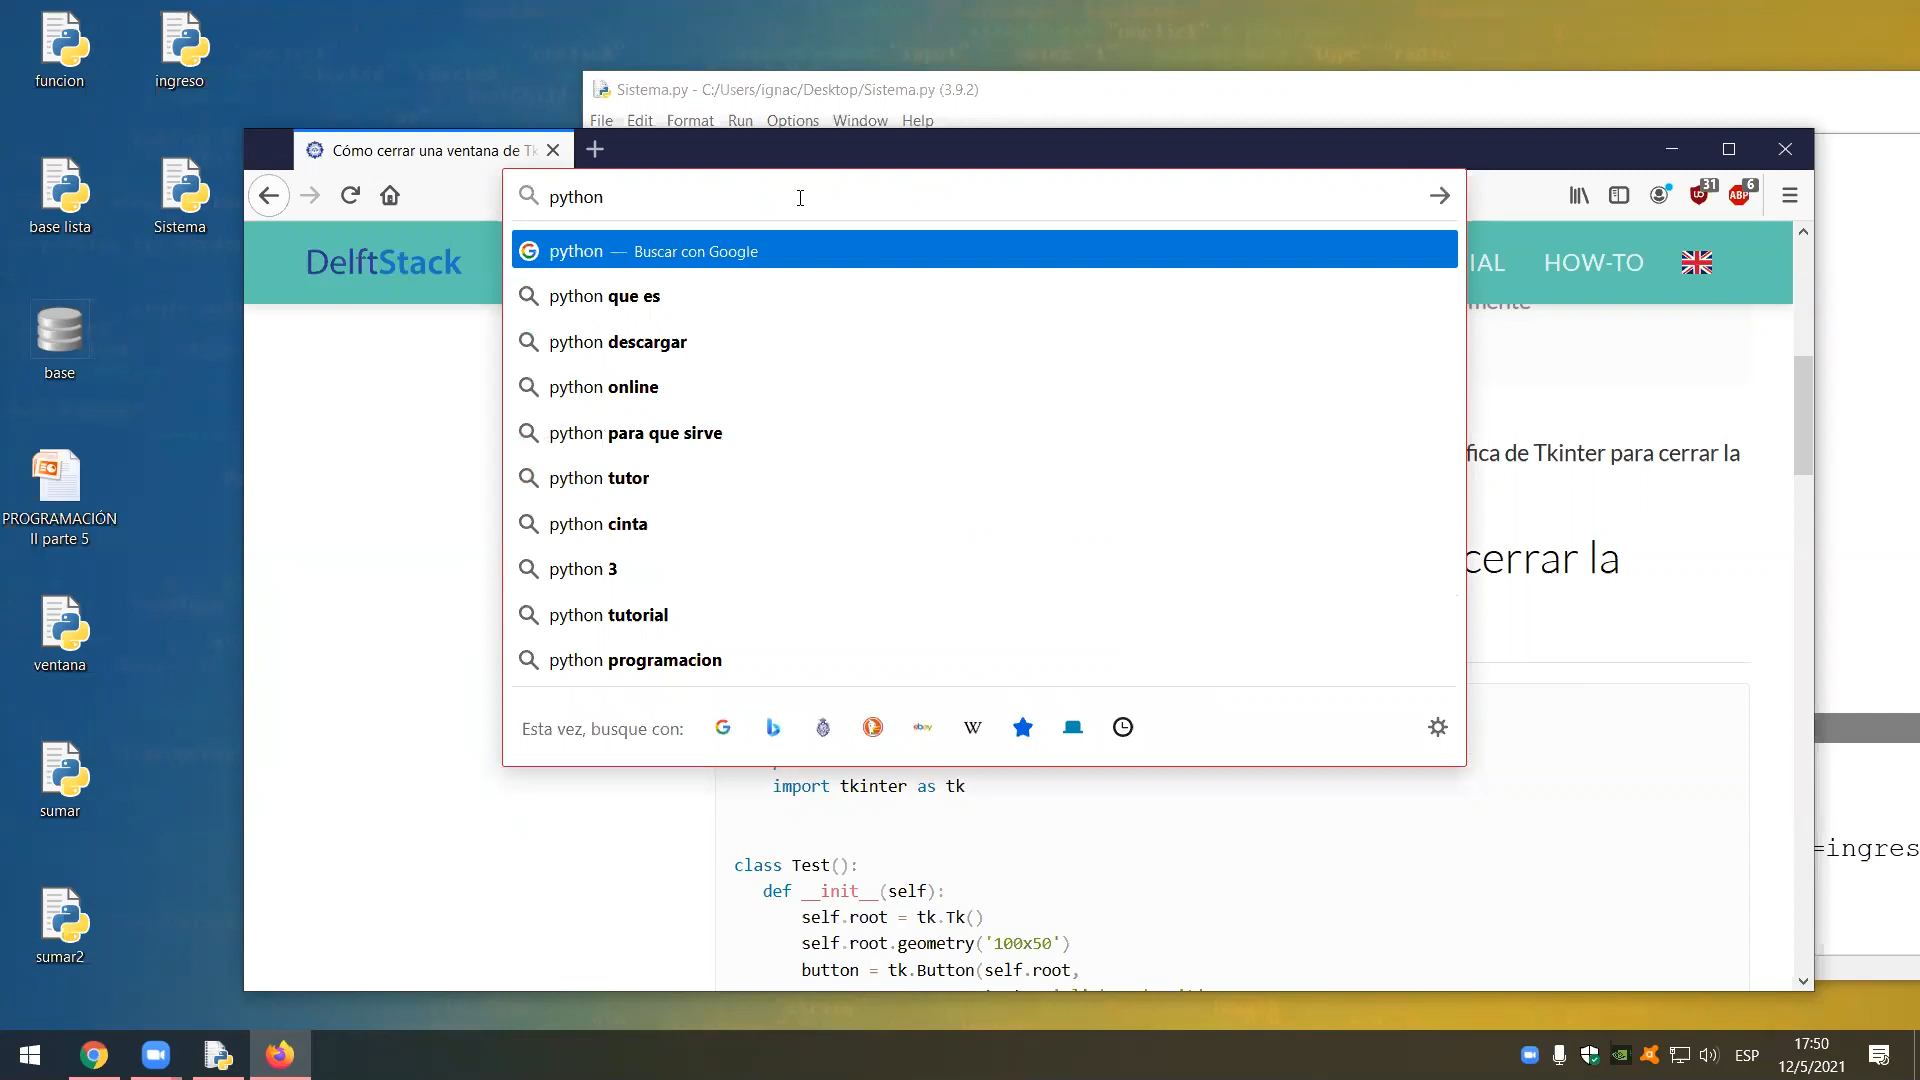 funcion
ingreso
base lista
Sistema
base
PROGRAMACIÓN
II parte 5
ventana
sumar
sumar2
Sistema.py - C:/Users/ignac/Desktop/Sistema.py (3.9.2)
File Edit Format Run Options Window Help
Cómo cerrar una ventana de Tk
31
6
ABP
python
python — Buscar con Google
python que es
python descargar
python online
python para que sirve
python tutor
python cinta
python 3
python tutorial
python programacion
Esta vez, busque con:
ebay
W
DelftStack
IAL HOW-TO
mente
fica de Tkinter para cerrar la
cerrar la
import tkinter as tk
class Test():
def __init__(self):
self.root = tk.Tk()
self.root.geometry('100x50')
button = tk.Button(self.root,
=ingres
ESP
17:50
12/5/2021